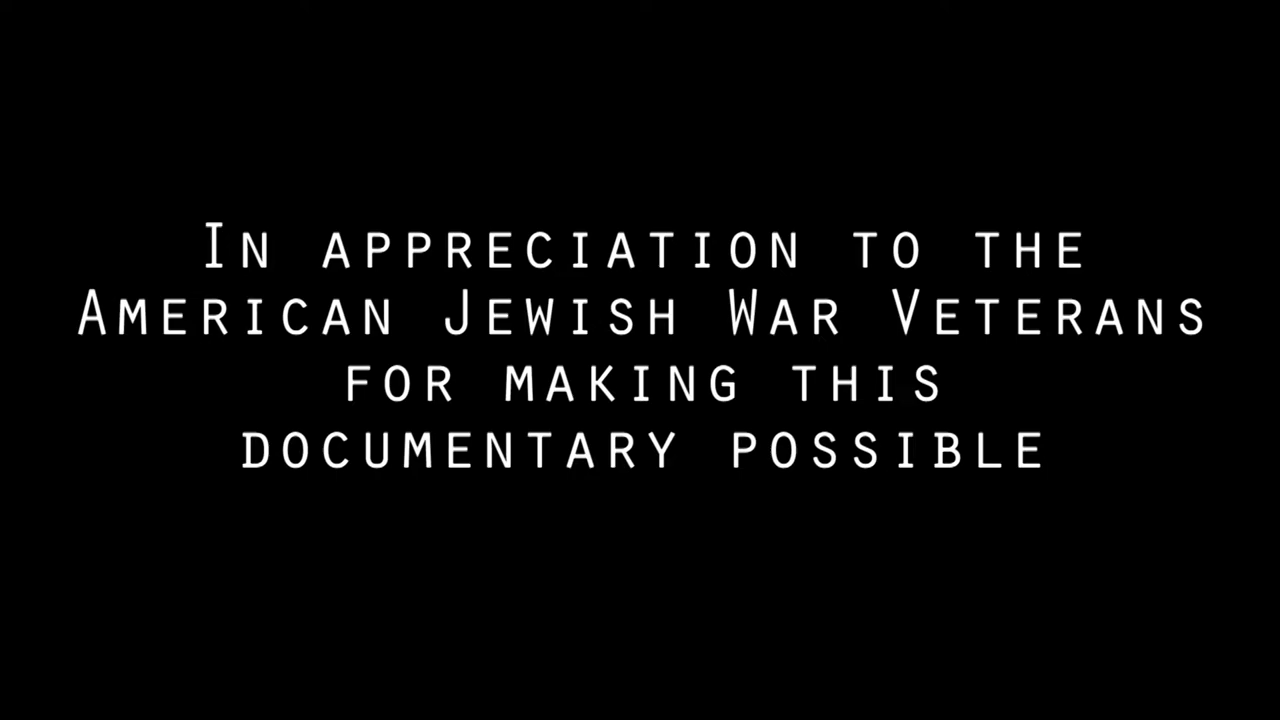 In appreciation to the
American Jewish War Veterans
for making this
documentary possible